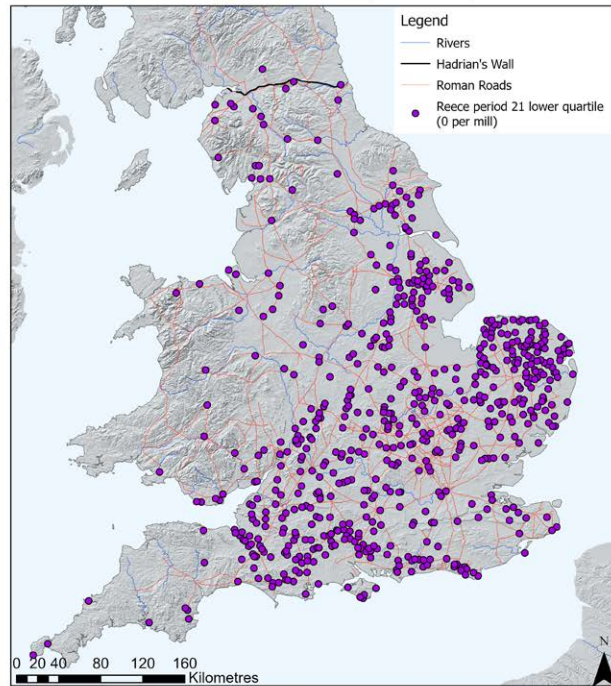 Legend
Rivers
Hadrian's Wall
Roman Roads
Reece period 21 lower quartile
(0 per mill)
N
0 20 40 80 120 160
Kilometres